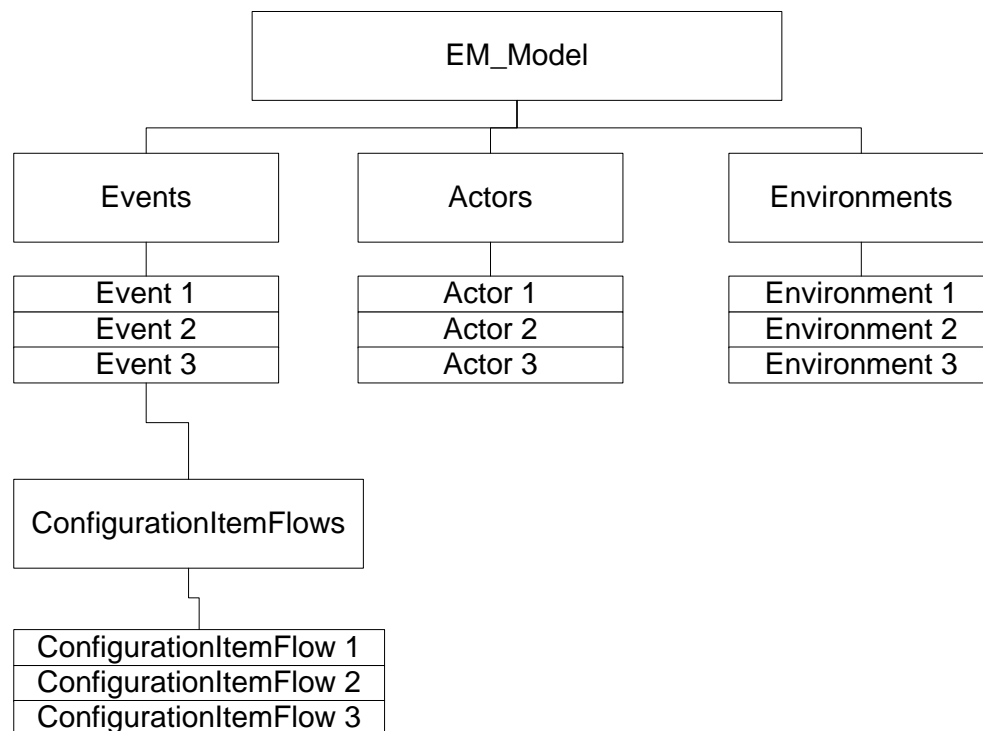 EM_Model
Events
Actors
Environments
Event 1
Event 2
Event 3
Actor 1
Actor 2
Actor 3
Environment 1
Environment 2
Environment 3
ConfigurationItemFlows
ConfigurationItemFlow 1
ConfigurationItemFlow 2
ConfigurationItemFlow 3